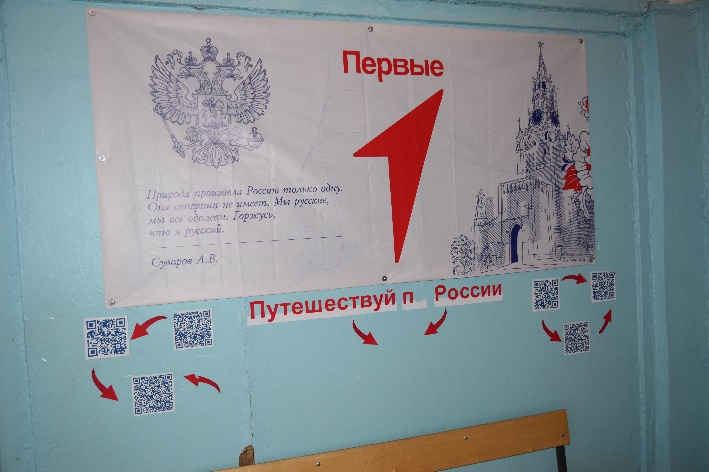 Первые
Природа произвела Россию только одну.
Она соперниц не имеет. Мы русские,
мы все одолеем. Горжусь,
что я русский.
Суворов А.В.
Путешествуй п России